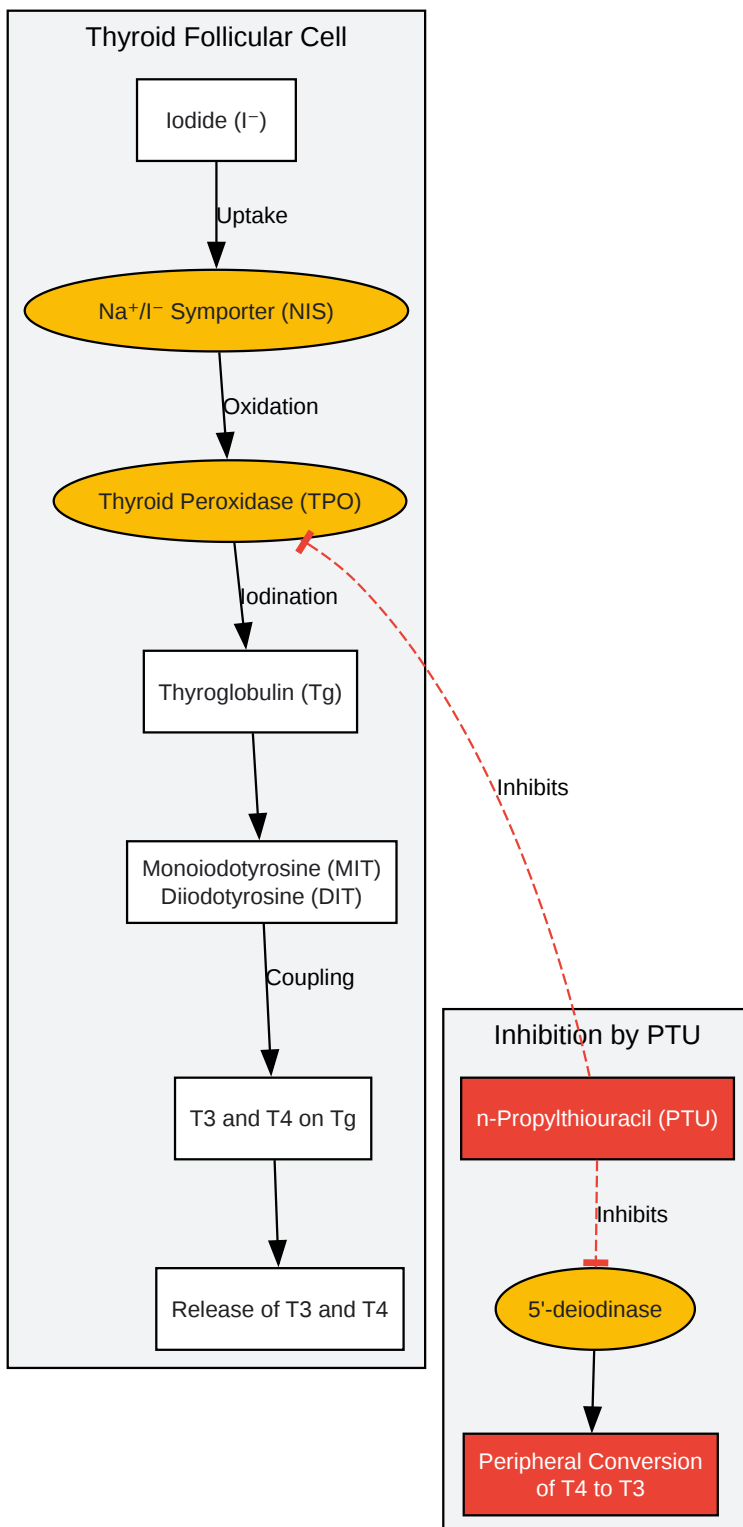 Thyroid Follicular Cell
Iodide (I⁻)
Uptake
Na⁺/I⁻ Symporter (NIS)
Oxidation
Thyroid Peroxidase (TPO)
Iodination
Thyroglobulin (Tg)
Monoiodotyrosine (MIT)
Diiodotyrosine (DIT)
Coupling
T3 and T4 on Tg
Release of T3 and T4
Inhibits
Inhibition by PTU
n-Propylthiouracil (PTU)
Inhibits
5'-deiodinase
Peripheral Conversion
of T4 to T3